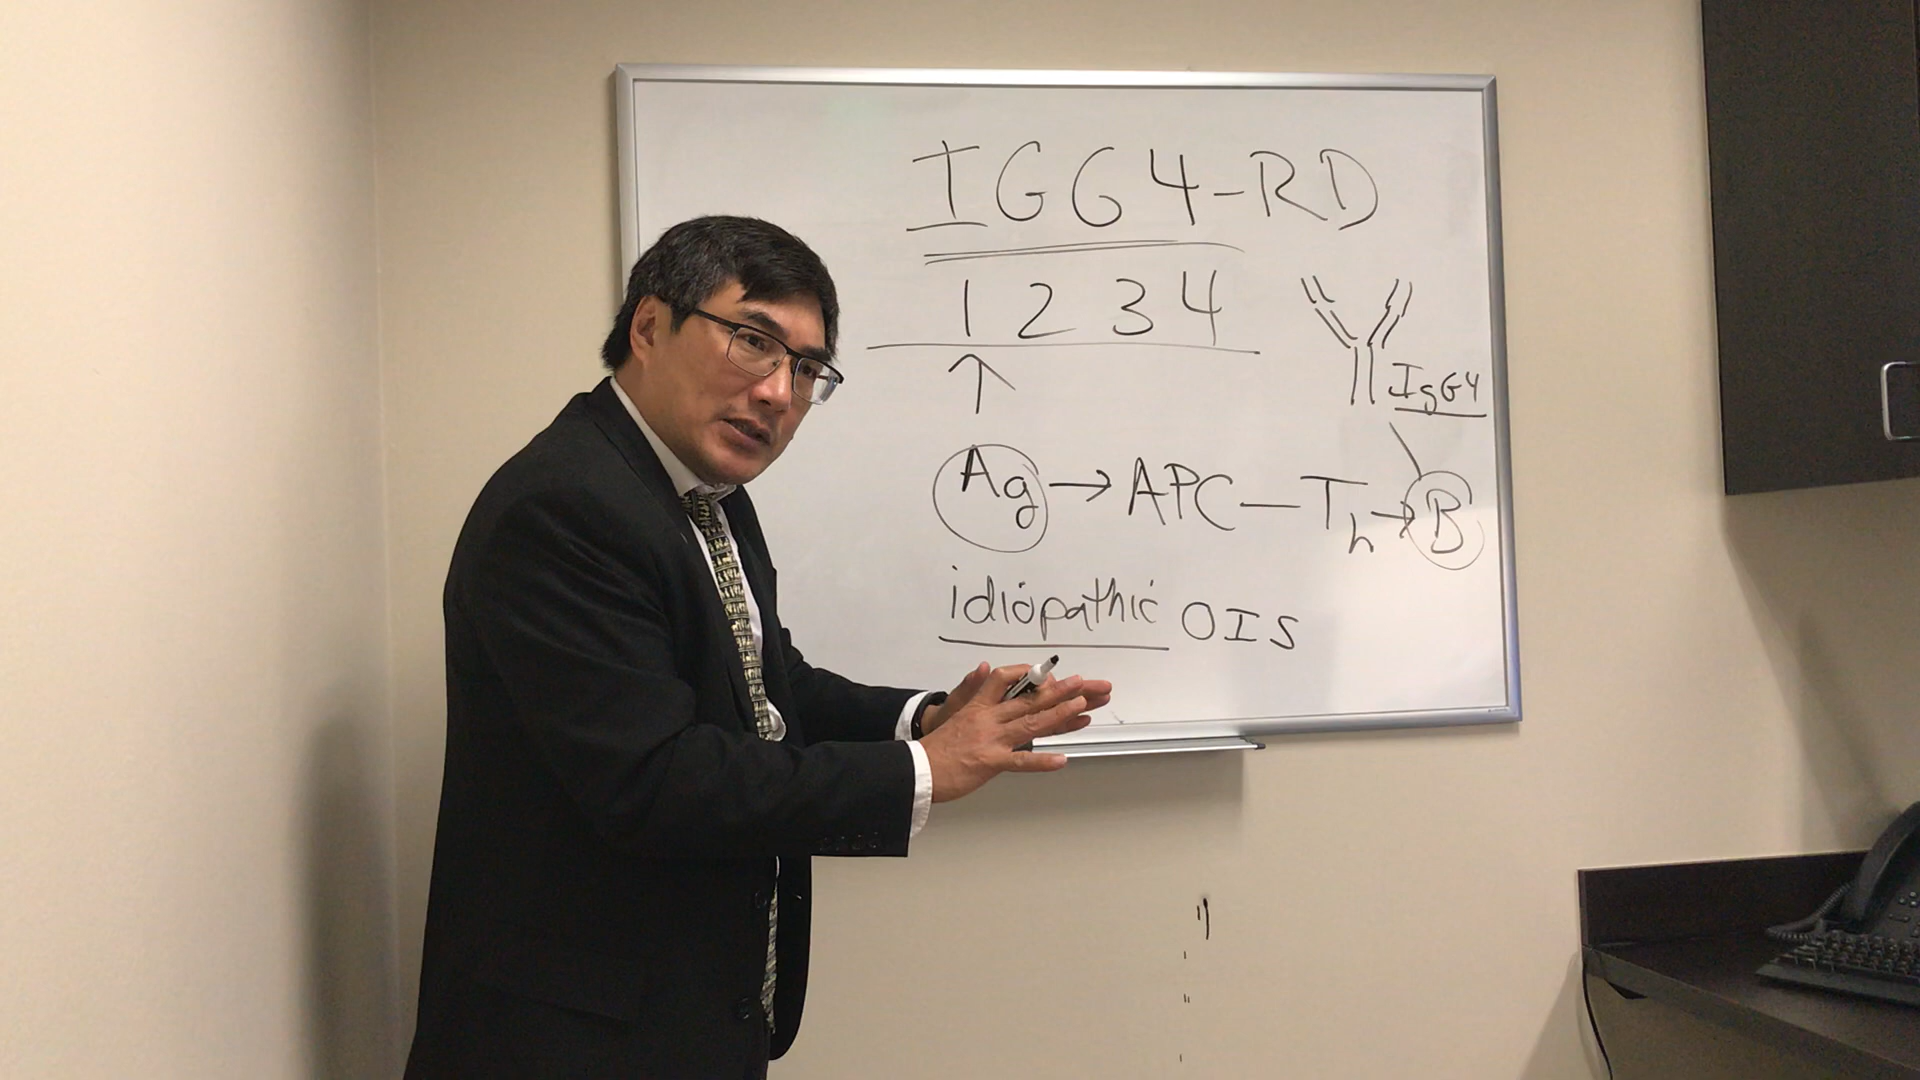 IGG4-RD
1 2 3 4
IgG4
Ag → APC — Th → B
idiopathic OIS